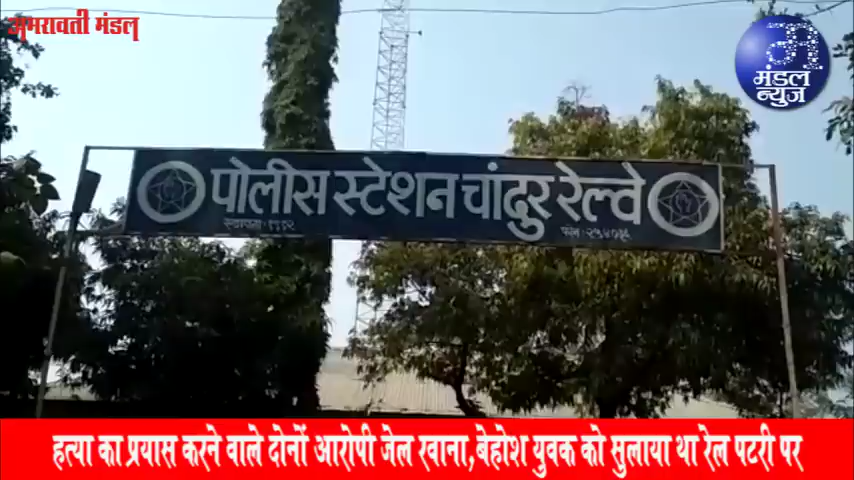 अमरावती मंडल
मंडल
न्युज
पोलीस स्टेशन चांदुर रेल्वे
हत्या का प्रयास करने वाले दोनों आरोपी जेल रवाना,बेहोश युवक को सुलाया था रेल पटरी पर